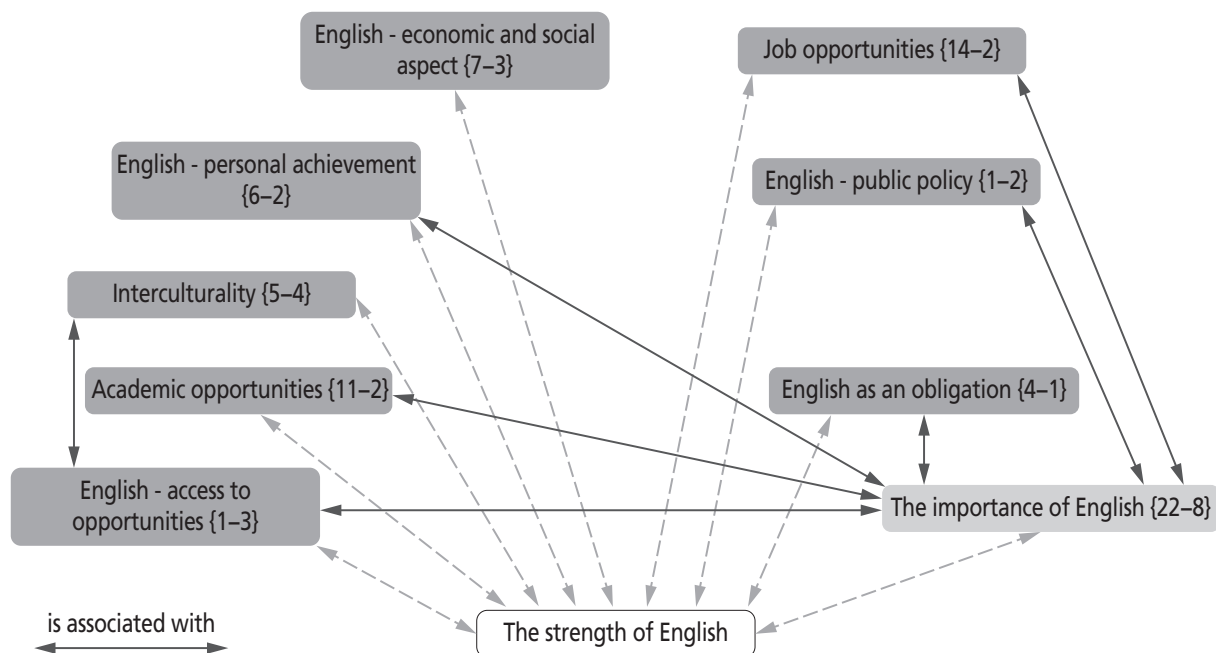 English - economic and social
aspect {7–3}
Job opportunities {14–2}
English - personal achievement
{6–2}
English - public policy {1–2}
Interculturality {5–4}
Academic opportunities {11–2}
English as an obligation {4–1}
English - access to
opportunities {1–3}
The importance of English {22–8}
is associated with
The strength of English